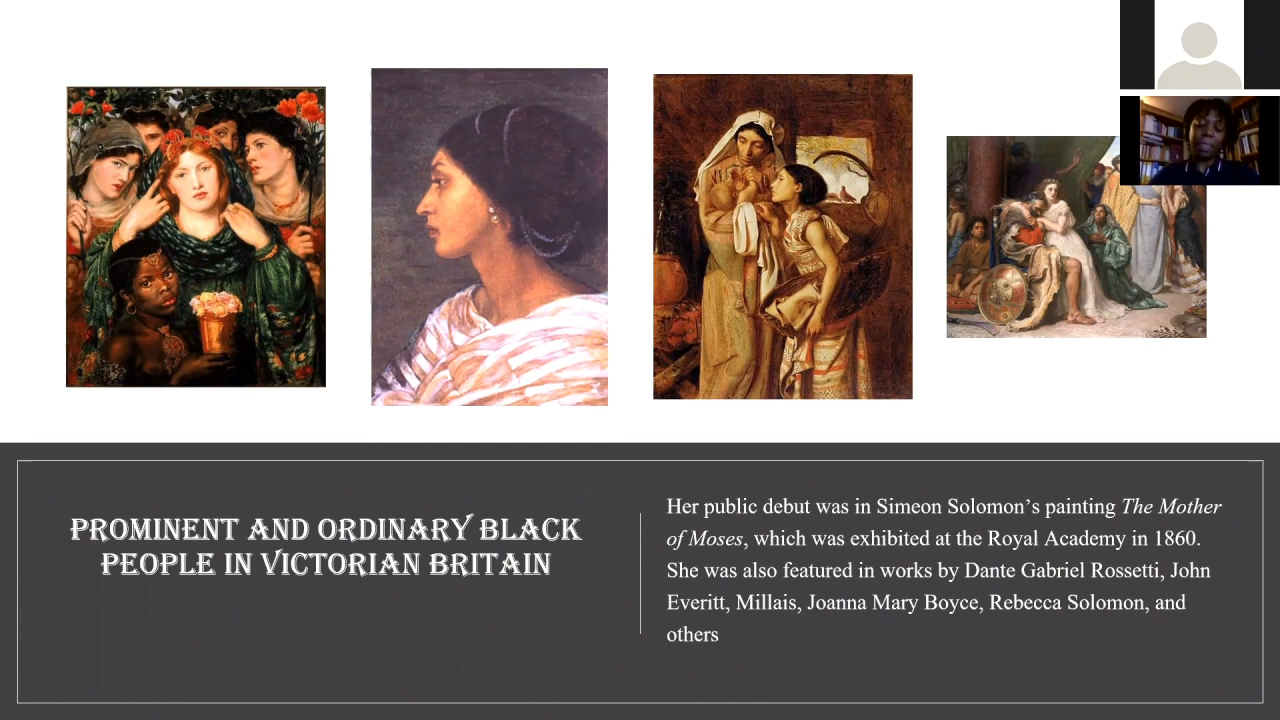 PROMINENT AND ORDINARY BLACK
PEOPLE IN VICTORIAN BRITAIN
Her public debut was in Simeon Solomon’s painting The Mother
of Moses, which was exhibited at the Royal Academy in 1860.
She was also featured in works by Dante Gabriel Rossetti, John
Everitt, Millais, Joanna Mary Boyce, Rebecca Solomon, and
others